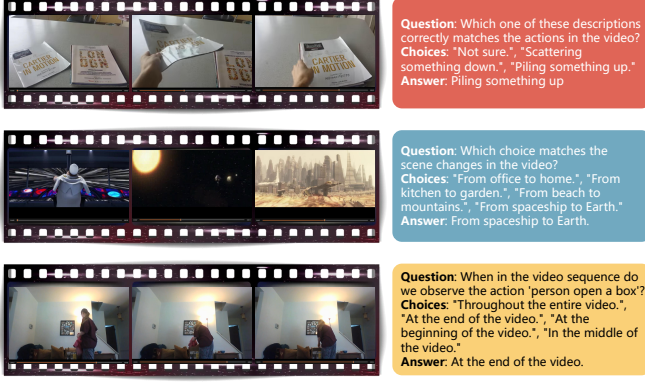 CARTIER
IN MOTION
LON
DON
CARTIER
IN MOTION
LON
DON
CARTIER
IN MOTION
Question: Which one of these descriptions
correctly matches the actions in the video?
Choices: "Not sure.", "Scattering
something down.", "Piling something up."
Answer: Piling something up
Question: Which choice matches the
scene changes in the video?
Choices: "From office to home.", "From
kitchen to garden.", "From beach to
mountains.", "From spaceship to Earth."
Answer: From spaceship to Earth.
Question: When in the video sequence do
we observe the action 'person open a box'?
Choices: "Throughout the entire video.",
"At the end of the video.", "At the
beginning of the video.", "In the middle of
the video."
Answer: At the end of the video.